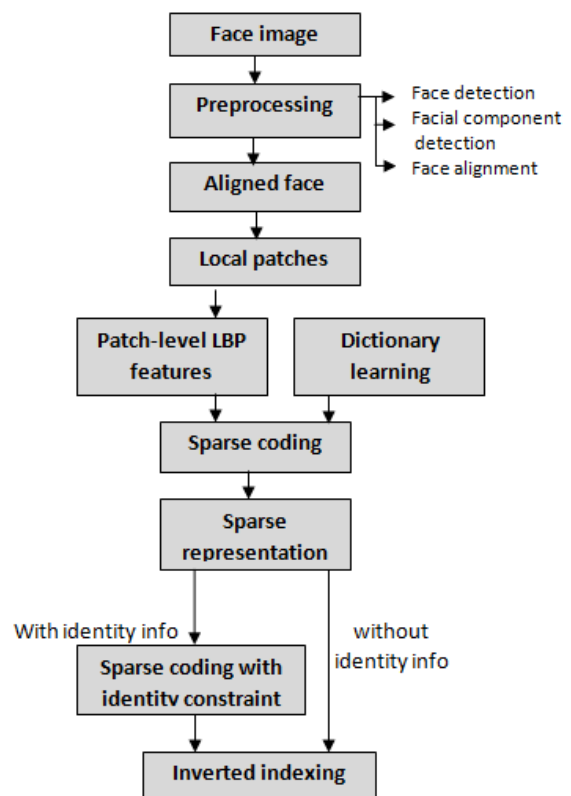 Face image
Preprocessing
Face detection
Facial component
detection
Face alignment
Aligned face
Local patches
Patch-level LBP
features
Dictionary
learning
Sparse coding
Sparse
representation
With identity info
without
identity info
Sparse coding with
identity constraint
Inverted indexing